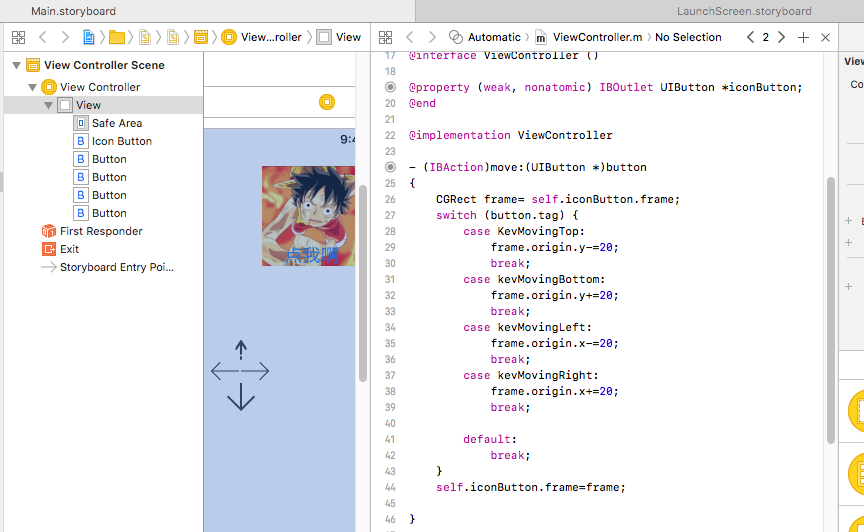 Main.storyboard
LaunchScreen.storyboard
View...roller
View
Automatic
ViewController.m
No Selection
2
View Controller Scene
View Controller
View
Safe Area
Icon Button
Button
Button
Button
Button
First Responder
Exit
Storyboard Entry Poi...
9:4
点我啊
17 @interface ViewController ()
18
@property (weak, nonatomic) IBOutlet UIButton *iconButton;
20 @end
21
22 @implementation ViewController
23
- (IBAction)move:(UIButton *)button
25 {
26 CGRect frame= self.iconButton.frame;
27 switch (button.tag) {
28 case KevMovingTop:
29 frame.origin.y-=20;
30 break;
31 case kevMovingBottom:
32 frame.origin.y+=20;
33 break;
34 case kevMovingLeft:
35 frame.origin.x-=20;
36 break;
37 case kevMovingRight:
38 frame.origin.x+=20;
39 break;
40
41 default:
42 break;
43 }
44 self.iconButton.frame=frame;
45
46 }
View
Co